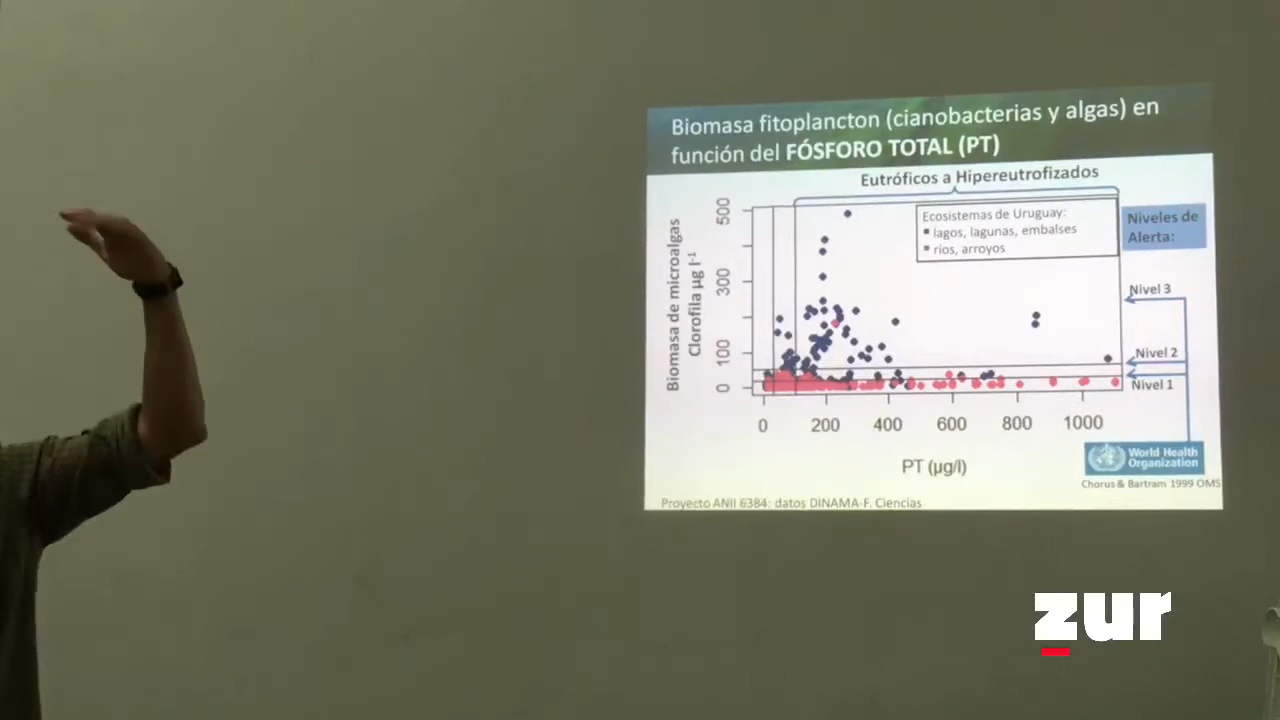 Biomasa fitoplancton (cianobacterias y algas) en
función del FÓSFORO TOTAL (PT)
Eutróficos a Hipereutrofizados
Ecosistemas de Uruguay:
lagos, lagunas, embalses
ríos, arroyos
Niveles de
Alerta:
Nivel 3
Nivel 2
Nivel 1
Biomasa de microalgas
Clorofila µg l-1
500
300
100
0
0 200 400 600 800 1000
PT (µg/l)
World Health
Organization
Chorus & Bartram 1999 OMS
Proyecto ANII 6384: datos DINAMA-F. Ciencias
zur